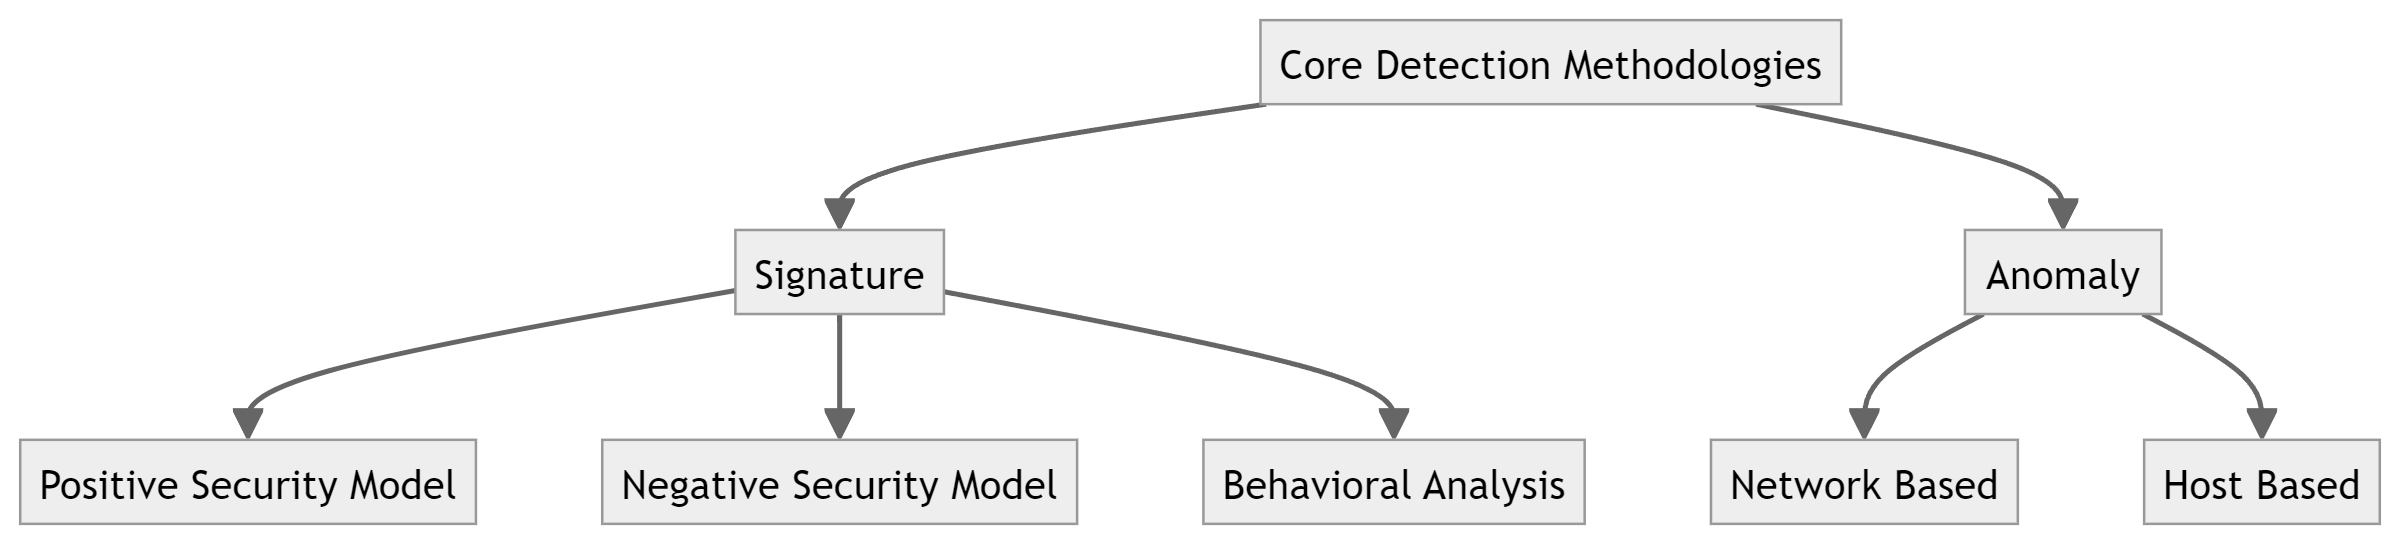 Core Detection Methodologies
Signature
Anomaly
Positive Security Model
Negative Security Model
Behavioral Analysis
Network Based
Host Based